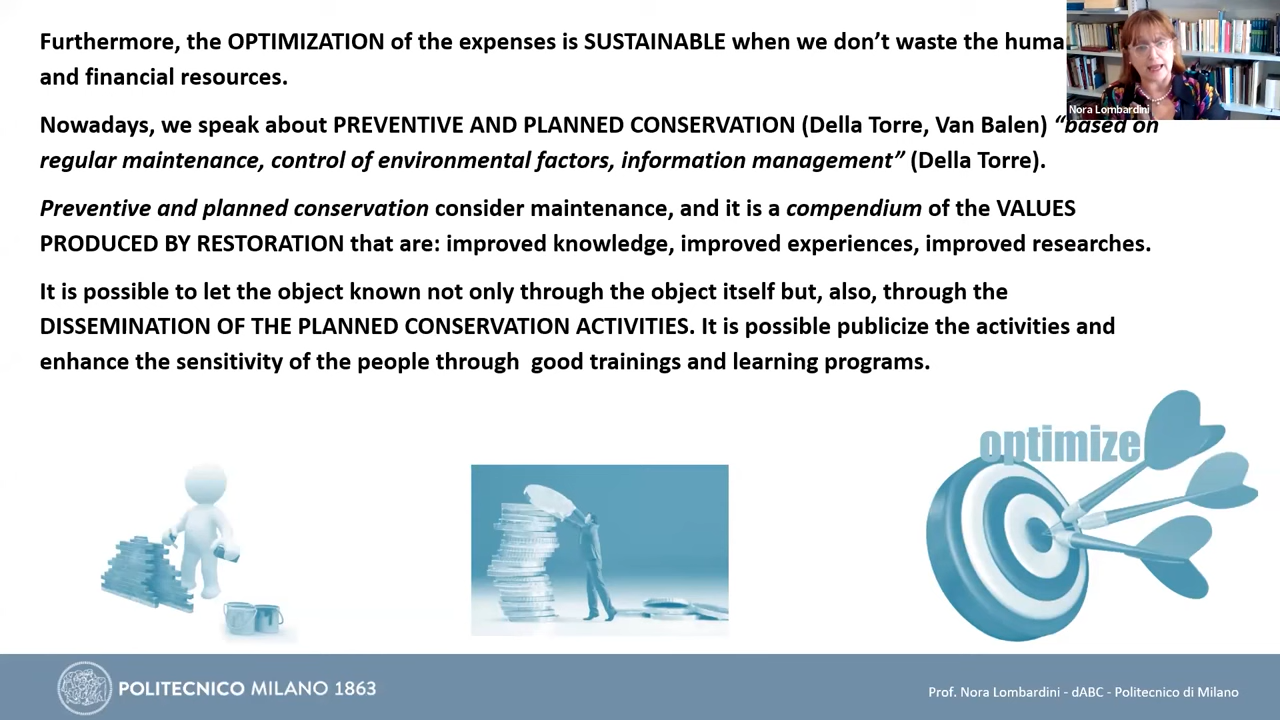 Furthermore, the OPTIMIZATION of the expenses is SUSTAINABLE when we don’t waste the huma
and financial resources.
Nowadays, we speak about PREVENTIVE AND PLANNED CONSERVATION (Della Torre, Van Balen) “based on
regular maintenance, control of environmental factors, information management” (Della Torre).
Preventive and planned conservation consider maintenance, and it is a compendium of the VALUES
PRODUCED BY RESTORATION that are: improved knowledge, improved experiences, improved researches.
It is possible to let the object known not only through the object itself but, also, through the
DISSEMINATION OF THE PLANNED CONSERVATION ACTIVITIES. It is possible publicize the activities and
enhance the sensitivity of the people through good trainings and learning programs.
Nora Lombardini
optimize
POLITECNICO MILANO 1863
Prof. Nora Lombardini - dABC - Politecnico di Milano